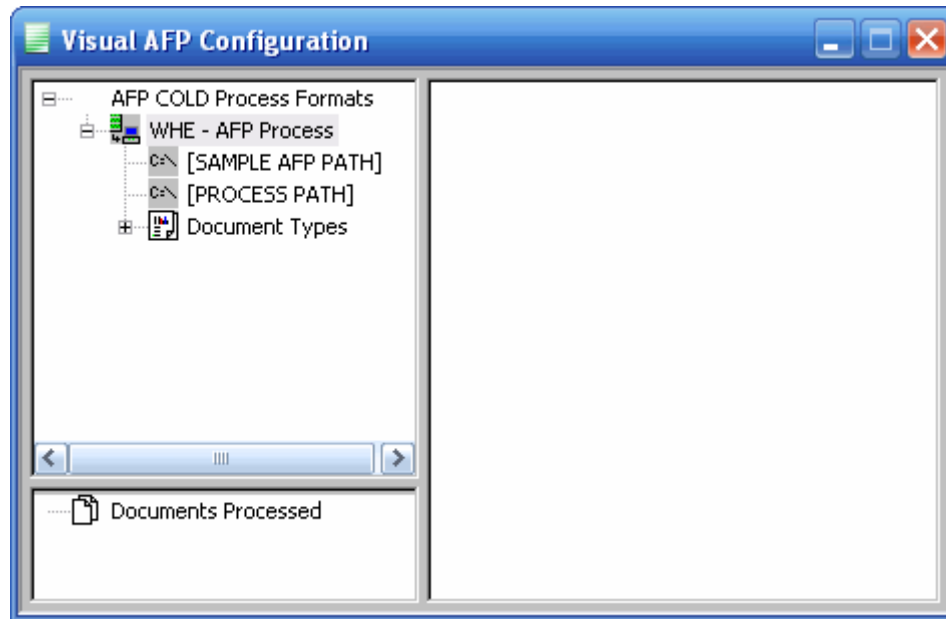 Visual AFP Configuration
AFP COLD Process Formats
WHE - AFP Process
C:\ [SAMPLE AFP PATH]
C:\ [PROCESS PATH]
Document Types
Documents Processed